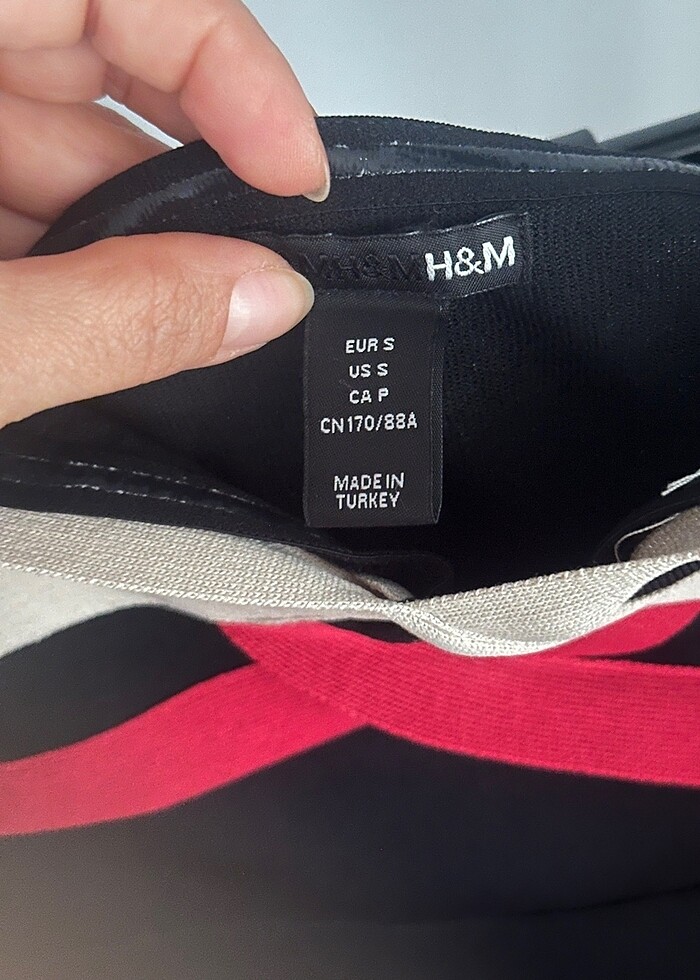 H&M H&M
EUR S
US S
CA P
CN170/88A
MADE IN
TURKEY